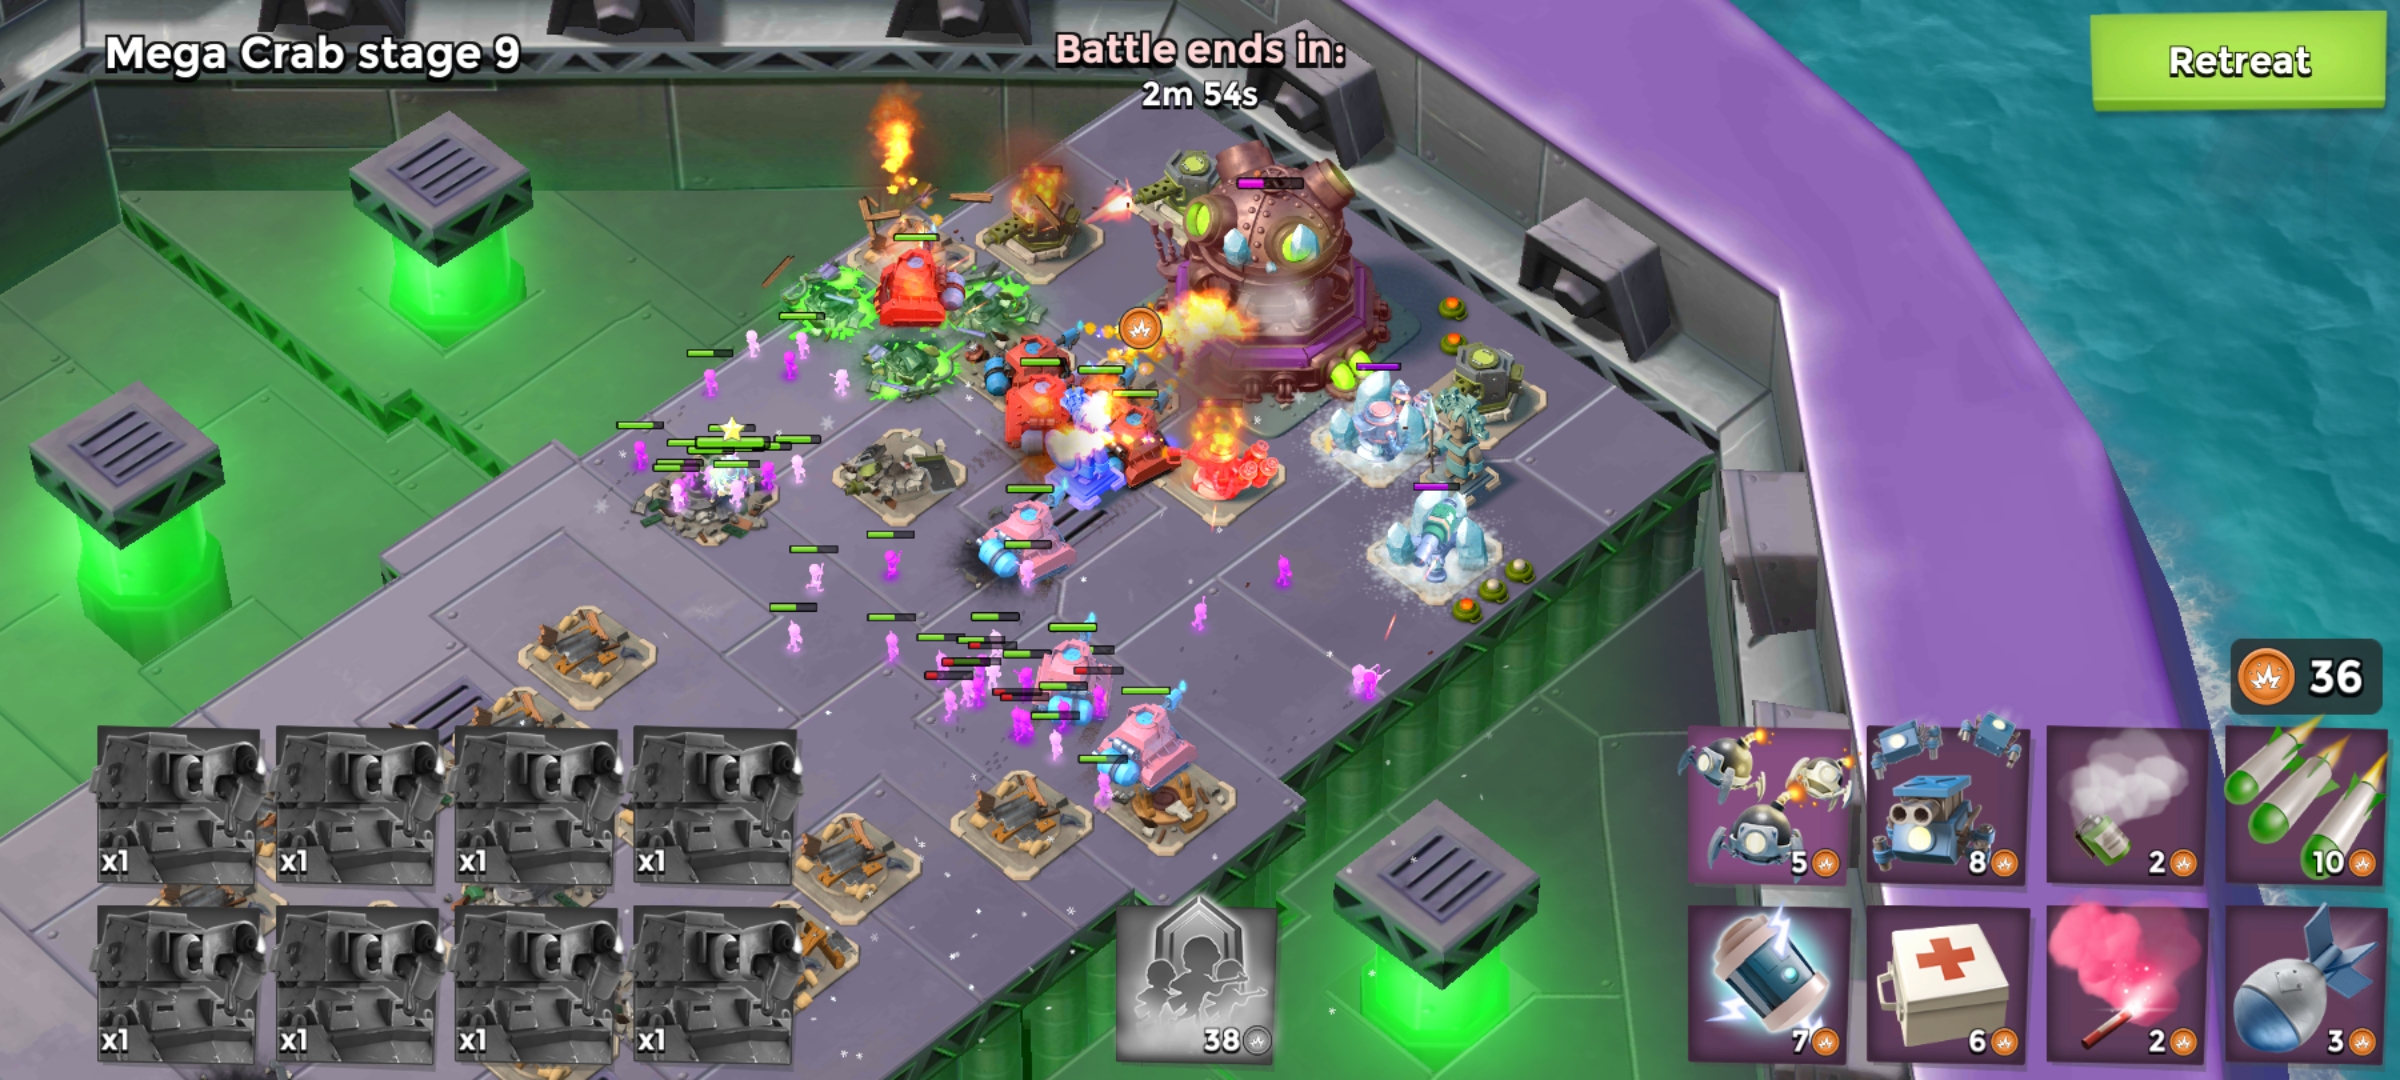 Mega Crab stage 9
Battle ends in:
2m 54s
Retreat
36
5
8
2
10
x1
x1
x1
x1
7
6
2
3
x1
x1
x1
x1
38